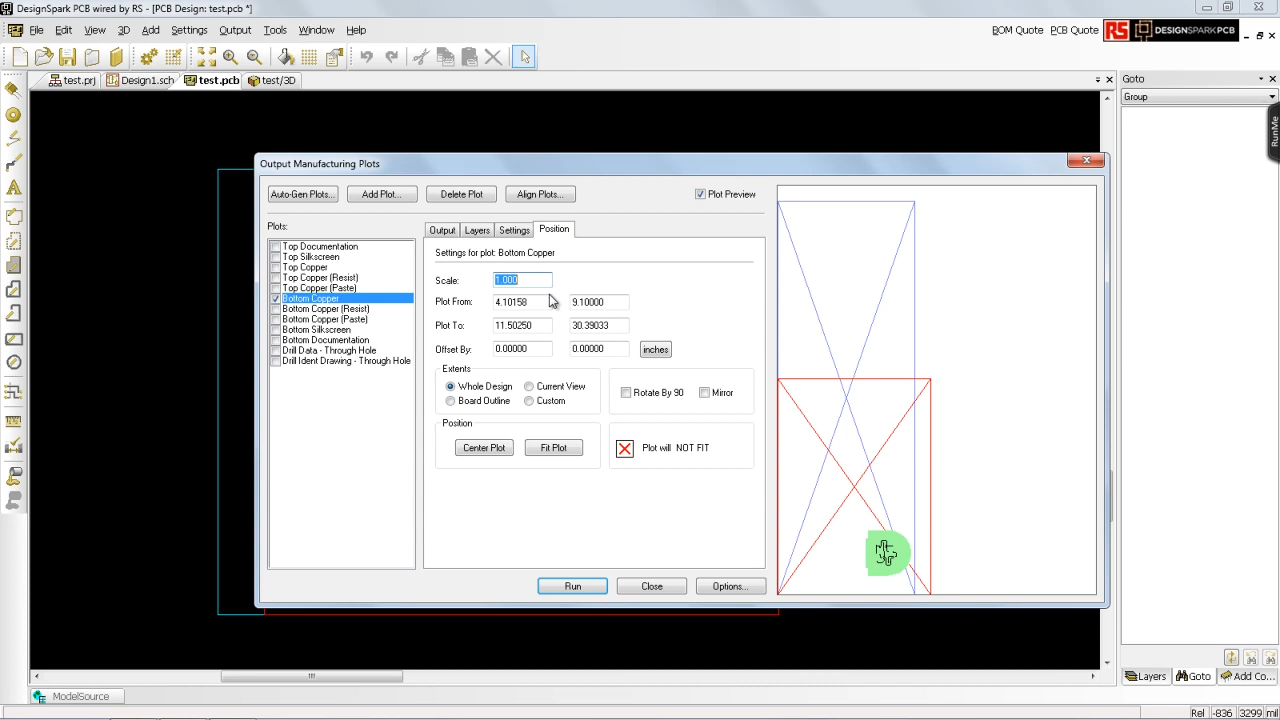 DesignSpark PCB wired by RS - [PCB Design: test.pcb *]
File Edit View 3D Add Settings Output Tools Window Help
BOM Quote PCB Quote RS DESIGNSPARK PCB
test.prj Design1.sch test.pcb test/3D
Goto
Group
RunMe
Output Manufacturing Plots
Auto-Gen Plots... Add Plot... Delete Plot Align Plots... Plot Preview
Plots:
Top Documentation
Top Silkscreen
Top Copper
Top Copper (Resist)
Top Copper (Paste)
Bottom Copper
Bottom Copper (Resist)
Bottom Copper (Paste)
Bottom Silkscreen
Bottom Documentation
Drill Data - Through Hole
Drill Ident Drawing - Through Hole
Output Layers Settings Position
Settings for plot: Bottom Copper
Scale: 1.000
Plot From: 4.10158 9.10000
Plot To: 11.50250 30.39033
Offset By: 0.00000 0.00000 inches
Extents
Whole Design Current View
Board Outline Custom
Rotate By 90 Mirror
Position
Center Plot Fit Plot
Plot will NOT FIT
Run Close Options...
Layers Goto Add Co...
ModelSource
Rel -836 3299 mil